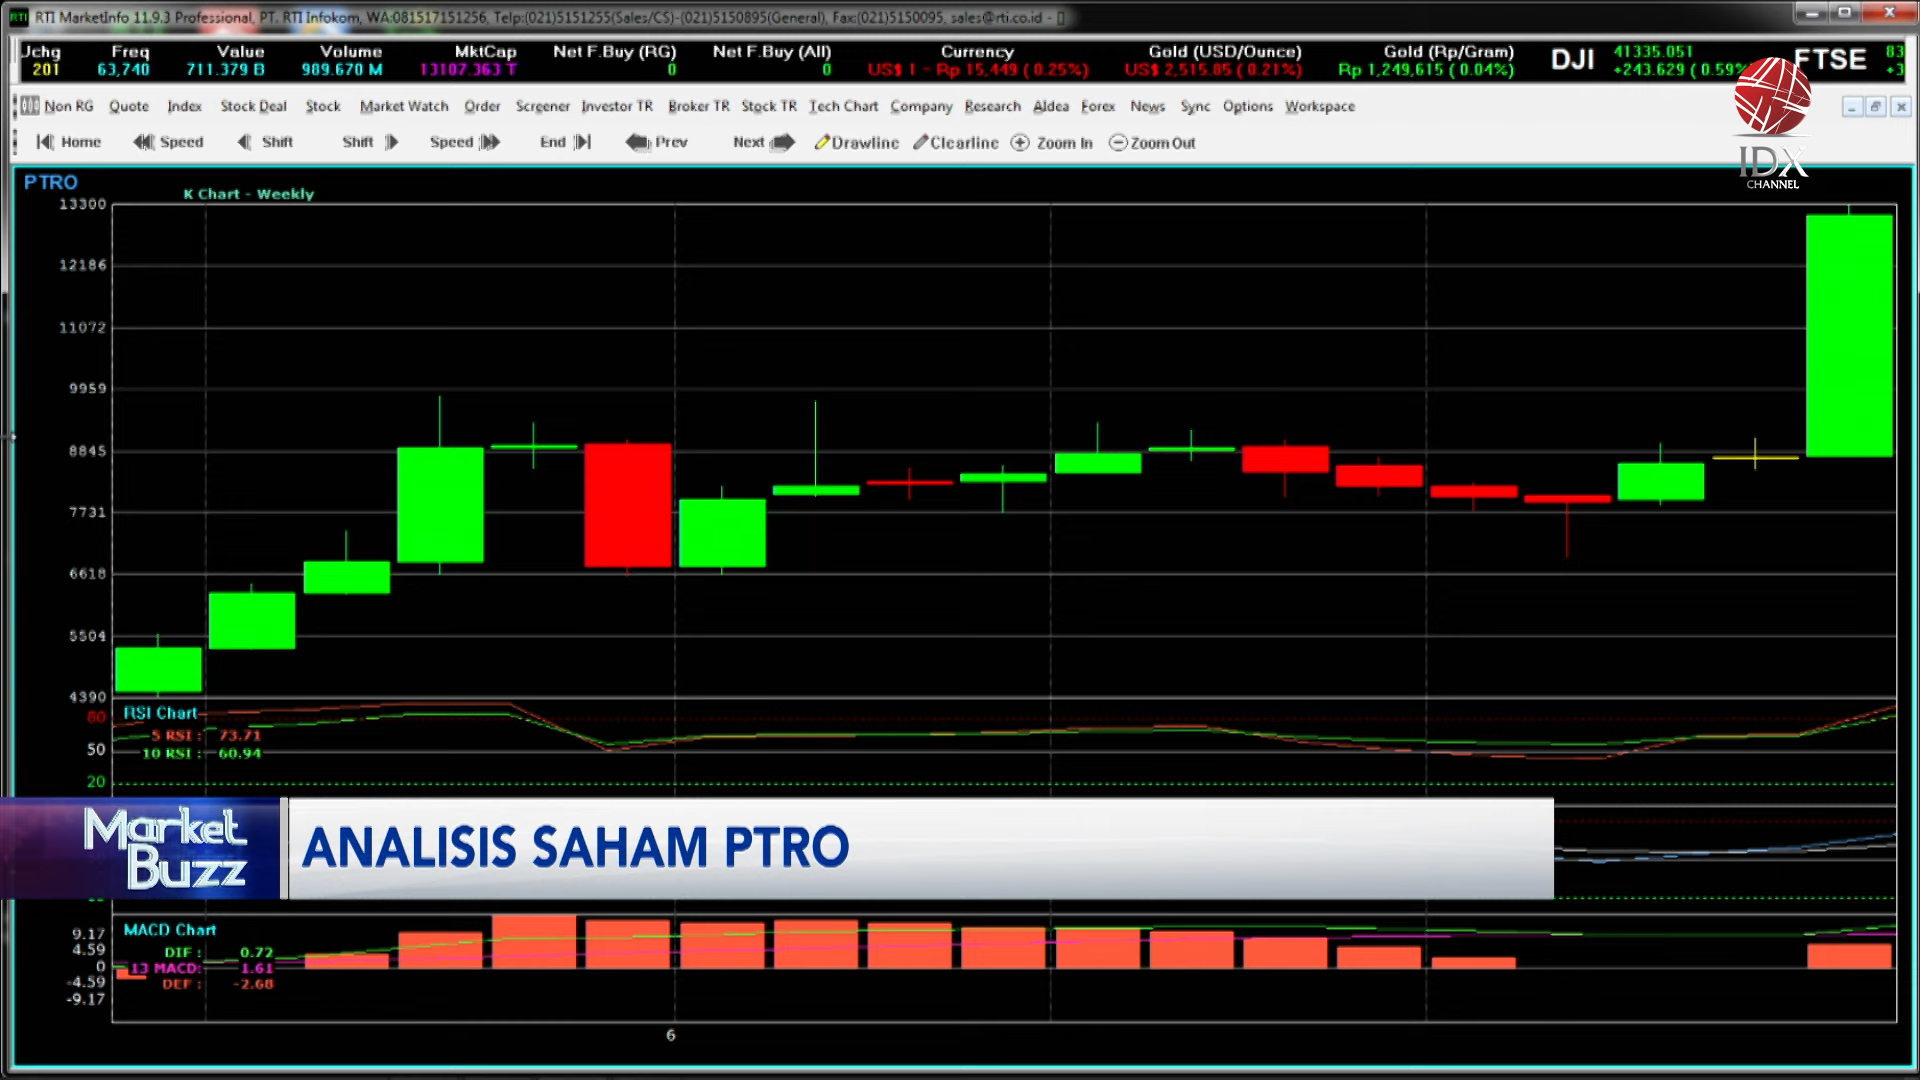 RTI MarketInfo 11.9.3 Professional, PT. RTI Infokom, WA:081517151256, Telp:(021)5151255(Sales/CS)-(021)5150895(General), Fax:(021)5150095, sales@rti.co.id - []
Jchg Freq Value Volume MktCap Net F.Buy (RG) Net F.Buy (All) Currency Gold (USD/Ounce) Gold (Rp/Gram) DJI 41335.051 FTSE 83
201 63,740 711.379 B 989.670 M 13107.363 T 0 0 US$ 1 - Rp 15,449 ( 0.25%) US$ 2,515.85 ( 0.21%) Rp 1,249,615 ( 0.04%) +243.629 ( 0.59% +3
Non RG Quote Index Stock Deal Stock Market Watch Order Screener Investor TR Broker TR Stock TR Tech Chart Company Research Aldea Forex News Sync Options Workspace
Home Speed Shift Shift Speed End Prev Next Drawline Clearline Zoom In Zoom Out
IDX
CHANNEL
PTRO
K Chart - Weekly
13300
12186
11072
9959
8845
7731
6618
5504
4390
RSI Chart
80
5 RSI : 73.71
50
10 RSI : 60.94
20
Market
Buzz
ANALISIS SAHAM PTRO
MACD Chart
9.17
DIF : 0.72
4.59
0
13 MACD: 1.61
-4.59
DEF : -2.68
-9.17
6